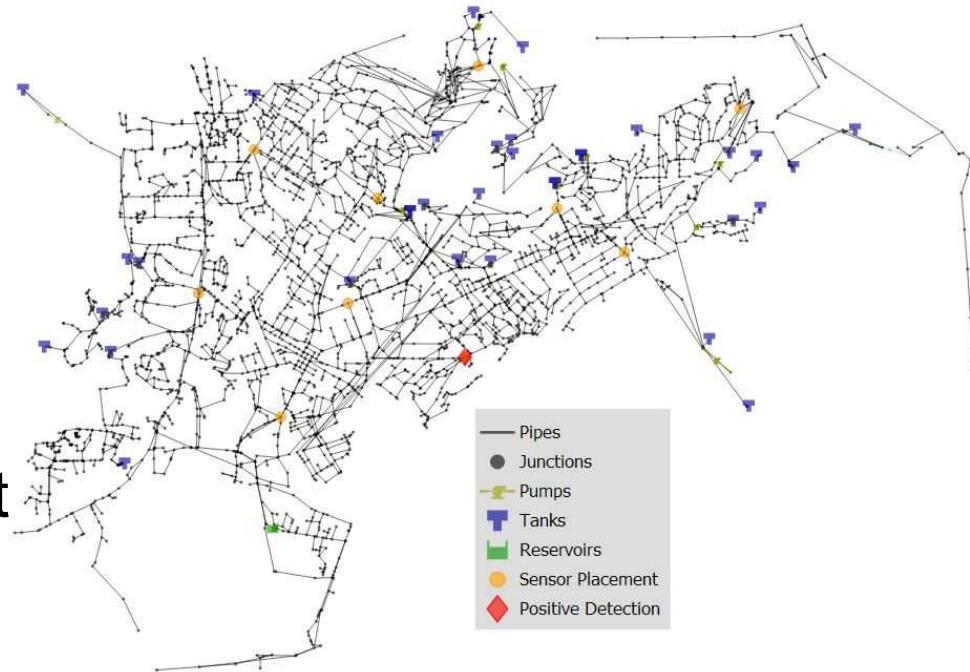 t
Pipes
Junctions
Pumps
Tanks
Reservoirs
Sensor Placement
Positive Detection